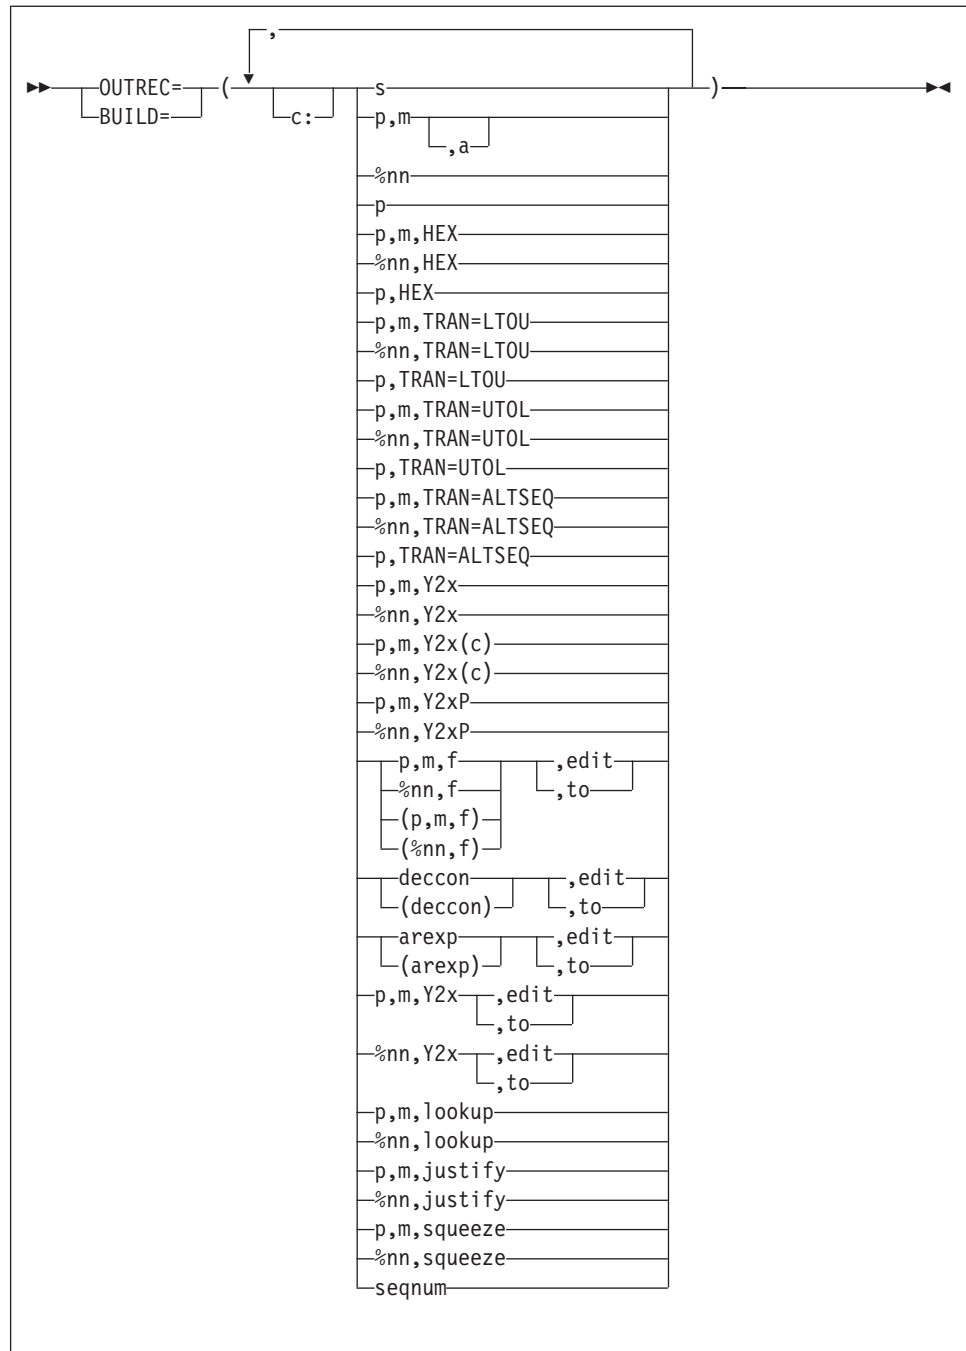 ,
OUTREC= ( s )
BUILD= c: p,m
,a
%nn
p
p,m,HEX
%nn,HEX
p,HEX
p,m,TRAN=LTOU
%nn,TRAN=LTOU
p,TRAN=LTOU
p,m,TRAN=UTOL
%nn,TRAN=UTOL
p,TRAN=UTOL
p,m,TRAN=ALTSEQ
%nn,TRAN=ALTSEQ
p,TRAN=ALTSEQ
p,m,Y2x
%nn,Y2x
p,m,Y2x(c)
%nn,Y2x(c)
p,m,Y2xP
%nn,Y2xP
p,m,f ,edit
%nn,f ,to
(p,m,f)
(%nn,f)
deccon ,edit
(deccon) ,to
arexp ,edit
(arexp) ,to
p,m,Y2x ,edit
,to
%nn,Y2x ,edit
,to
p,m,lookup
%nn,lookup
p,m,justify
%nn,justify
p,m,squeeze
%nn,squeeze
seqnum